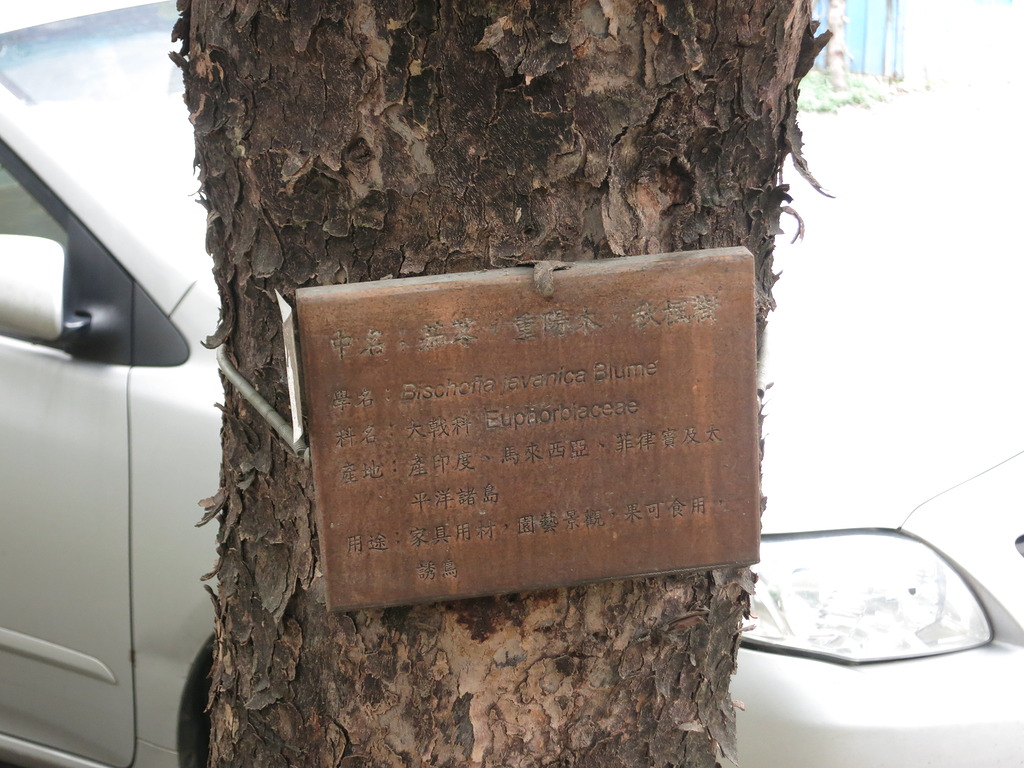 中名：茄苳，重陽木，秋楓樹
學名：Bischofia javanica Blume
科名：大戟科 Eupaorbiaceae
產地：產印度、馬來西亞、菲律賓及太
平洋諸島
用途：家具用材，園藝景觀，果可食用，
誘鳥